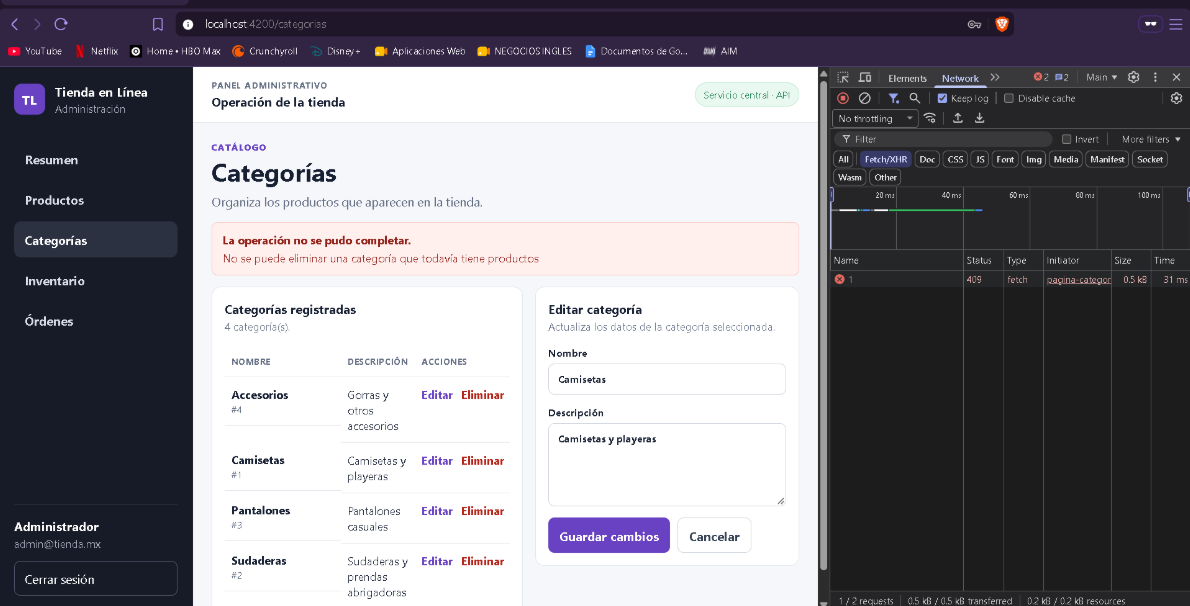 localhost:4200/categorias
YouTube Netflix Home • HBO Max Crunchyroll Disney+ Aplicaciones Web NEGOCIOS INGLES Documentos de Go... AIM
TL
Tienda en Línea
Administración
Resumen
Productos
Categorías
Inventario
Órdenes
Administrador
admin@tienda.mx
Cerrar sesión
PANEL ADMINISTRATIVO
Operación de la tienda
Servicio central · API
CATÁLOGO
Categorías
Organiza los productos que aparecen en la tienda.
La operación no se pudo completar.
No se puede eliminar una categoría que todavía tiene productos
Categorías registradas
4 categoría(s).
NOMBRE DESCRIPCIÓN ACCIONES
Accesorios
#4
Gorras y
otros
accesorios
Editar Eliminar
Camisetas
#1
Camisetas y
playeras
Editar Eliminar
Pantalones
#3
Pantalones
casuales
Editar Eliminar
Sudaderas
#2
Sudaderas y
prendas
abrigadoras
Editar Eliminar
Editar categoría
Actualiza los datos de la categoría seleccionada.
Nombre
Camisetas
Descripción
Camisetas y playeras
Guardar cambios Cancelar
Elements Network 2 2 Main
Keep log Disable cache
No throttling
Filter Invert More filters
All Fetch/XHR Doc CSS JS Font Img Media Manifest Socket
Wasm Other
20 ms 40 ms 60 ms 80 ms 100 ms
Name Status Type Initiator Size Time
1 409 fetch pagina-categor 0.5 kB 31 ms
1 / 2 requests 0.5 kB / 0.5 kB transferred 0.2 kB / 0.2 kB resources